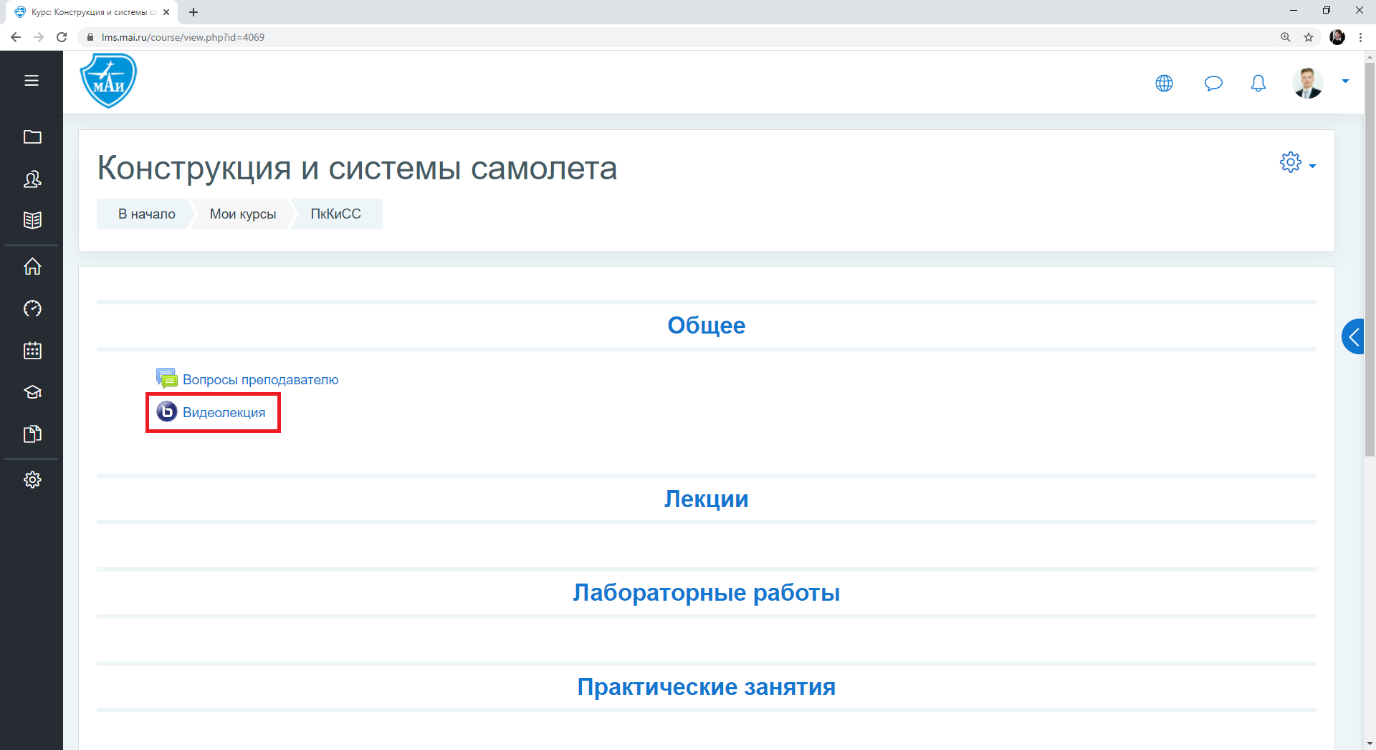 Курс: Конструкция и системы са
lms.mai.ru/course/view.php?id=4069
МАИ
Конструкция и системы самолета
В начало Мои курсы ПкКиСС
Общее
Вопросы преподавателю
b Видеолекция
Лекции
Лабораторные работы
Практические занятия